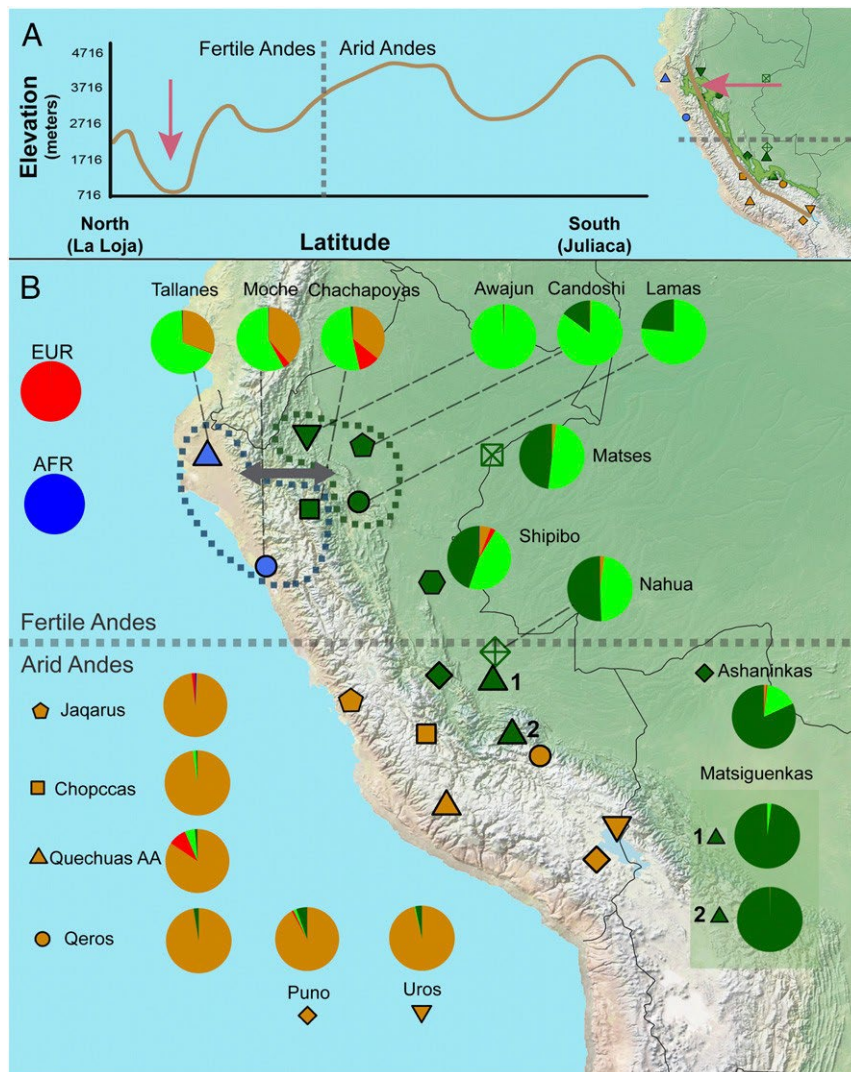 A
Fertile Andes
Arid Andes
4716
3716
2716
1716
716
Elevation
(meters)
North
(La Loja)
Latitude
South
(Juliaca)
B
Tallanes
Moche
Chachapoyas
Awajun
Candoshi
Lamas
EUR
AFR
Matses
Shipibo
Nahua
Fertile Andes
Arid Andes
Jaqarus
Chopccas
Quechuas AA
Qeros
Puno
Uros
1
2
Ashaninkas
Matsiguenkas
1
2